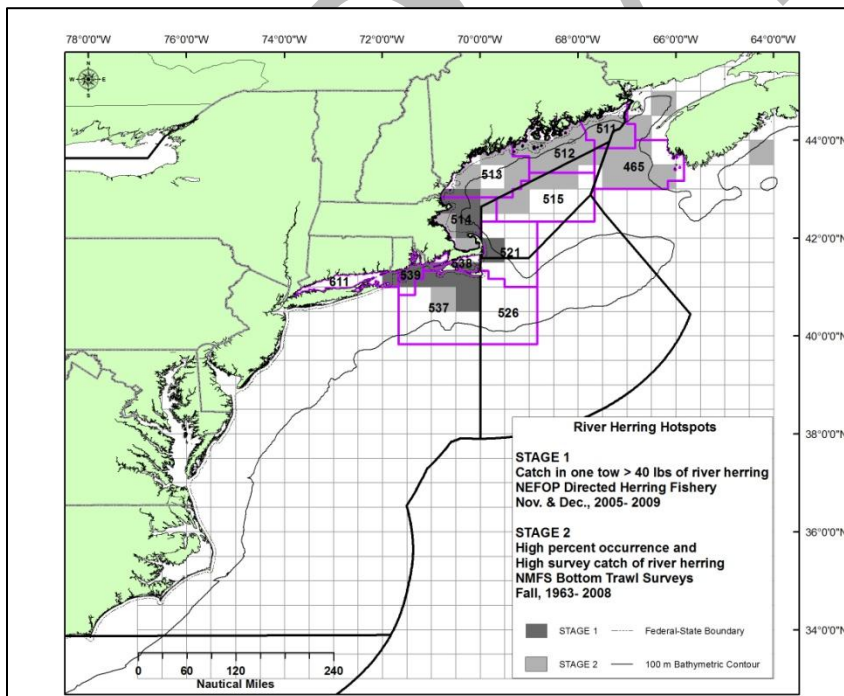 78°0'0"W 76°0'0"W 74°0'0"W 72°0'0"W 70°0'0"W 68°0'0"W 66°0'0"W 64°0'0"W
N
W E
S
44°0'0"N
42°0'0"N
40°0'0"N
38°0'0"N
36°0'0"N
34°0'0"N
511
512
513
465
515
514
521
538
539
611
537
526
River Herring Hotspots
STAGE 1
Catch in one tow > 40 lbs of river herring
NEFOP Directed Herring Fishery
Nov. & Dec., 2005- 2009
STAGE 2
High percent occurrence and
High survey catch of river herring
NMFS Bottom Trawl Surveys
Fall, 1963- 2008
STAGE 1 Federal-State Boundary
STAGE 2 100 m Bathymetric Contour
0 60 120 180 240
Nautical Miles